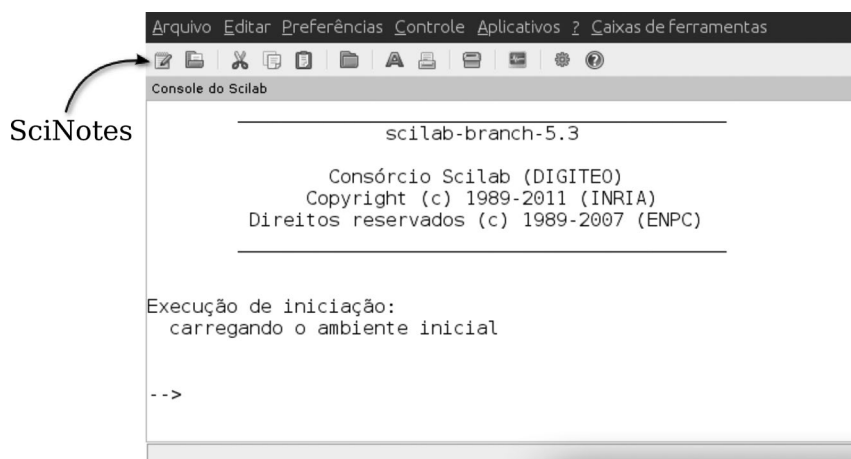 Arquivo Editar Preferências Controle Aplicativos ? Caixas de ferramentas
Console do Scilab
SciNotes
scilab-branch-5.3
Consórcio Scilab (DIGITEO)
Copyright (c) 1989-2011 (INRIA)
Direitos reservados (c) 1989-2007 (ENPC)
Execução de iniciação:
carregando o ambiente inicial
-->